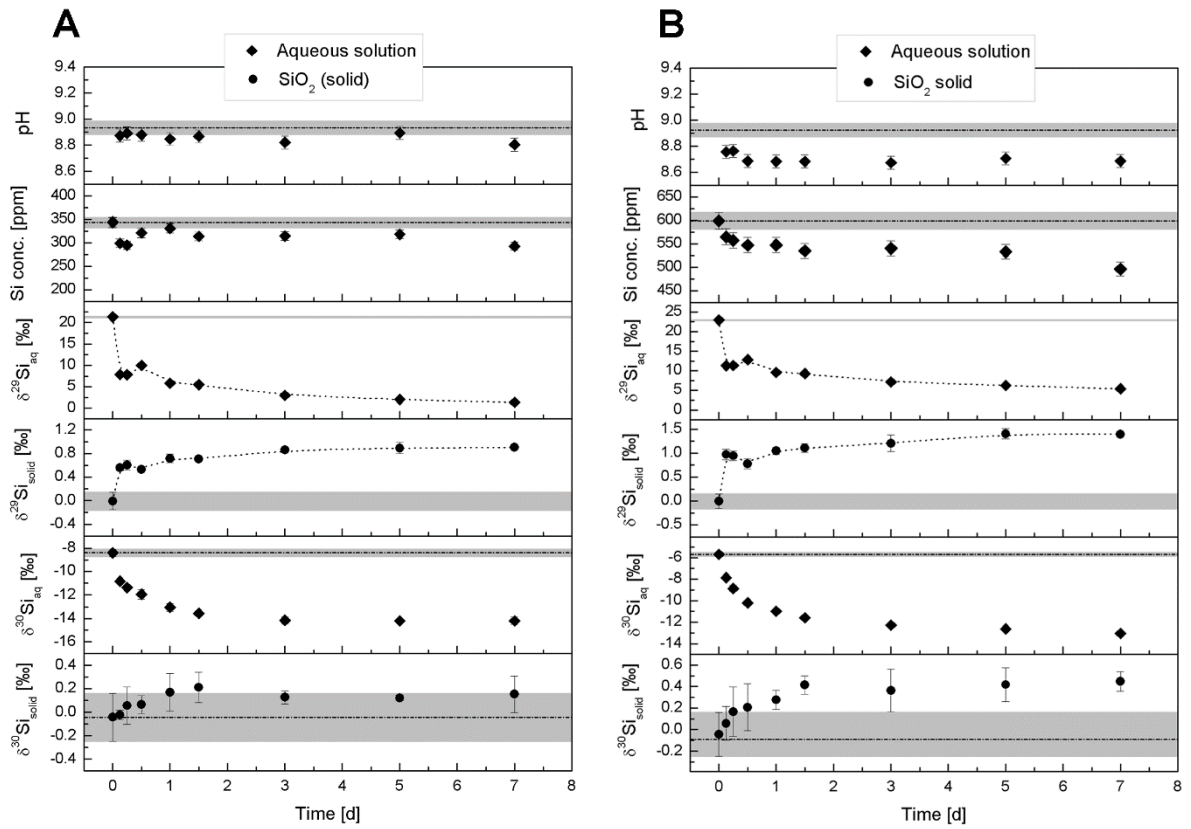 A
Aqueous solution
SiO2 (solid)
9.4
9.2
9.0
8.8
8.6
pH
400
350
300
250
200
Si conc. [ppm]
20
15
10
5
0
δ29Siaq [‰]
1.2
0.8
0.4
0.0
-0.4
δ29Sisolid [‰]
-8
-10
-12
-14
-16
δ30Siaq [‰]
0.4
0.2
0.0
-0.2
-0.4
δ30Sisolid [‰]
0 1 2 3 4 5 6 7 8
Time [d]
B
Aqueous solution
SiO2 solid
9.4
9.2
9.0
8.8
8.6
pH
650
600
550
500
450
Si conc. [ppm]
25
20
15
10
5
0
δ29Siaq [‰]
1.5
1.0
0.5
0.0
-0.5
δ29Sisolid [‰]
-6
-8
-10
-12
-14
δ30Siaq [‰]
0.6
0.4
0.2
0.0
-0.2
δ30Sisolid [‰]
0 1 2 3 4 5 6 7 8
Time [d]